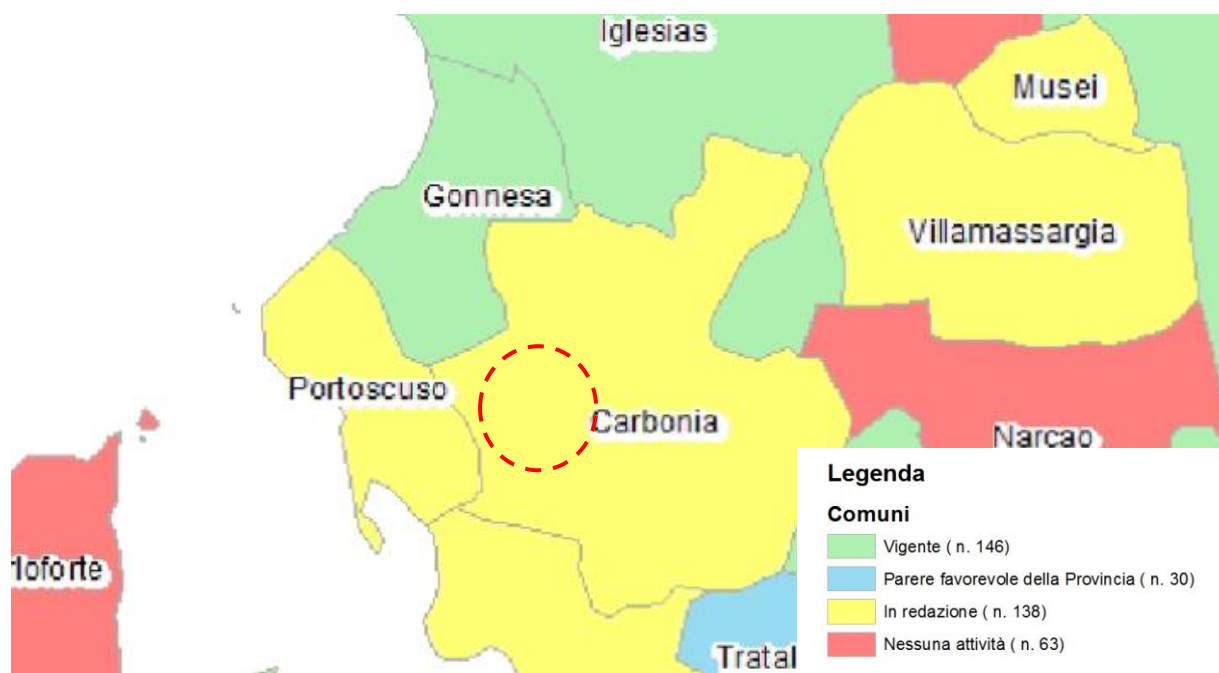 Iglesias
Musei
Gonnesa
Villamassargia
Portoscuso
Carbonia
Narcao
rloforte
Tratal
Legenda
Comuni
Vigente ( n. 146)
Parere favorevole della Provincia ( n. 30)
In redazione ( n. 138)
Nessuna attività ( n. 63)